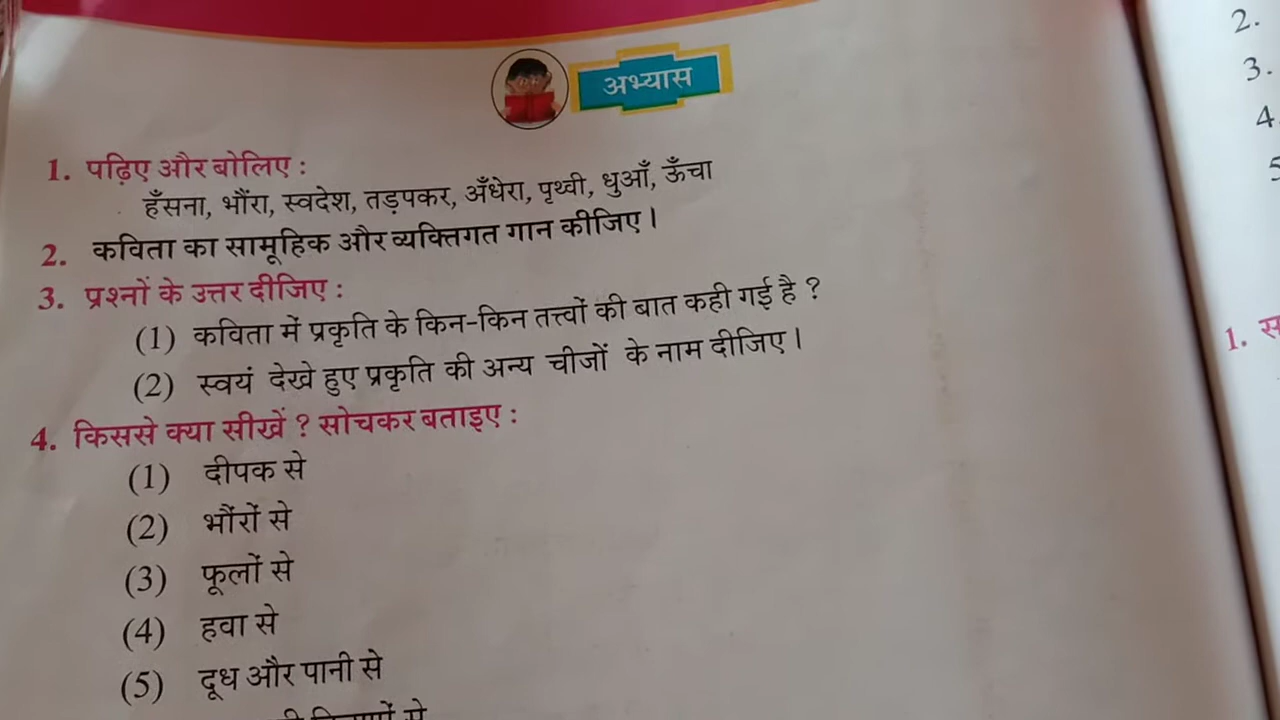 अभ्यास
1. पढ़िए और बोलिए :
हँसना, भौंरा, स्वदेश, तड़पकर, अँधेरा, पृथ्वी, धुआँ, ऊँचा
2. कविता का सामूहिक और व्यक्तिगत गान कीजिए।
3. प्रश्नों के उत्तर दीजिए :
(1) कविता में प्रकृति के किन-किन तत्त्वों की बात कही गई है ?
(2) स्वयं देखे हुए प्रकृति की अन्य चीजों के नाम दीजिए।
4. किससे क्या सीखें ? सोचकर बताइए :
(1) दीपक से
(2) भौंरों से
(3) फूलों से
(4) हवा से
(5) दूध और पानी से
2.
3.
4.
5
1.